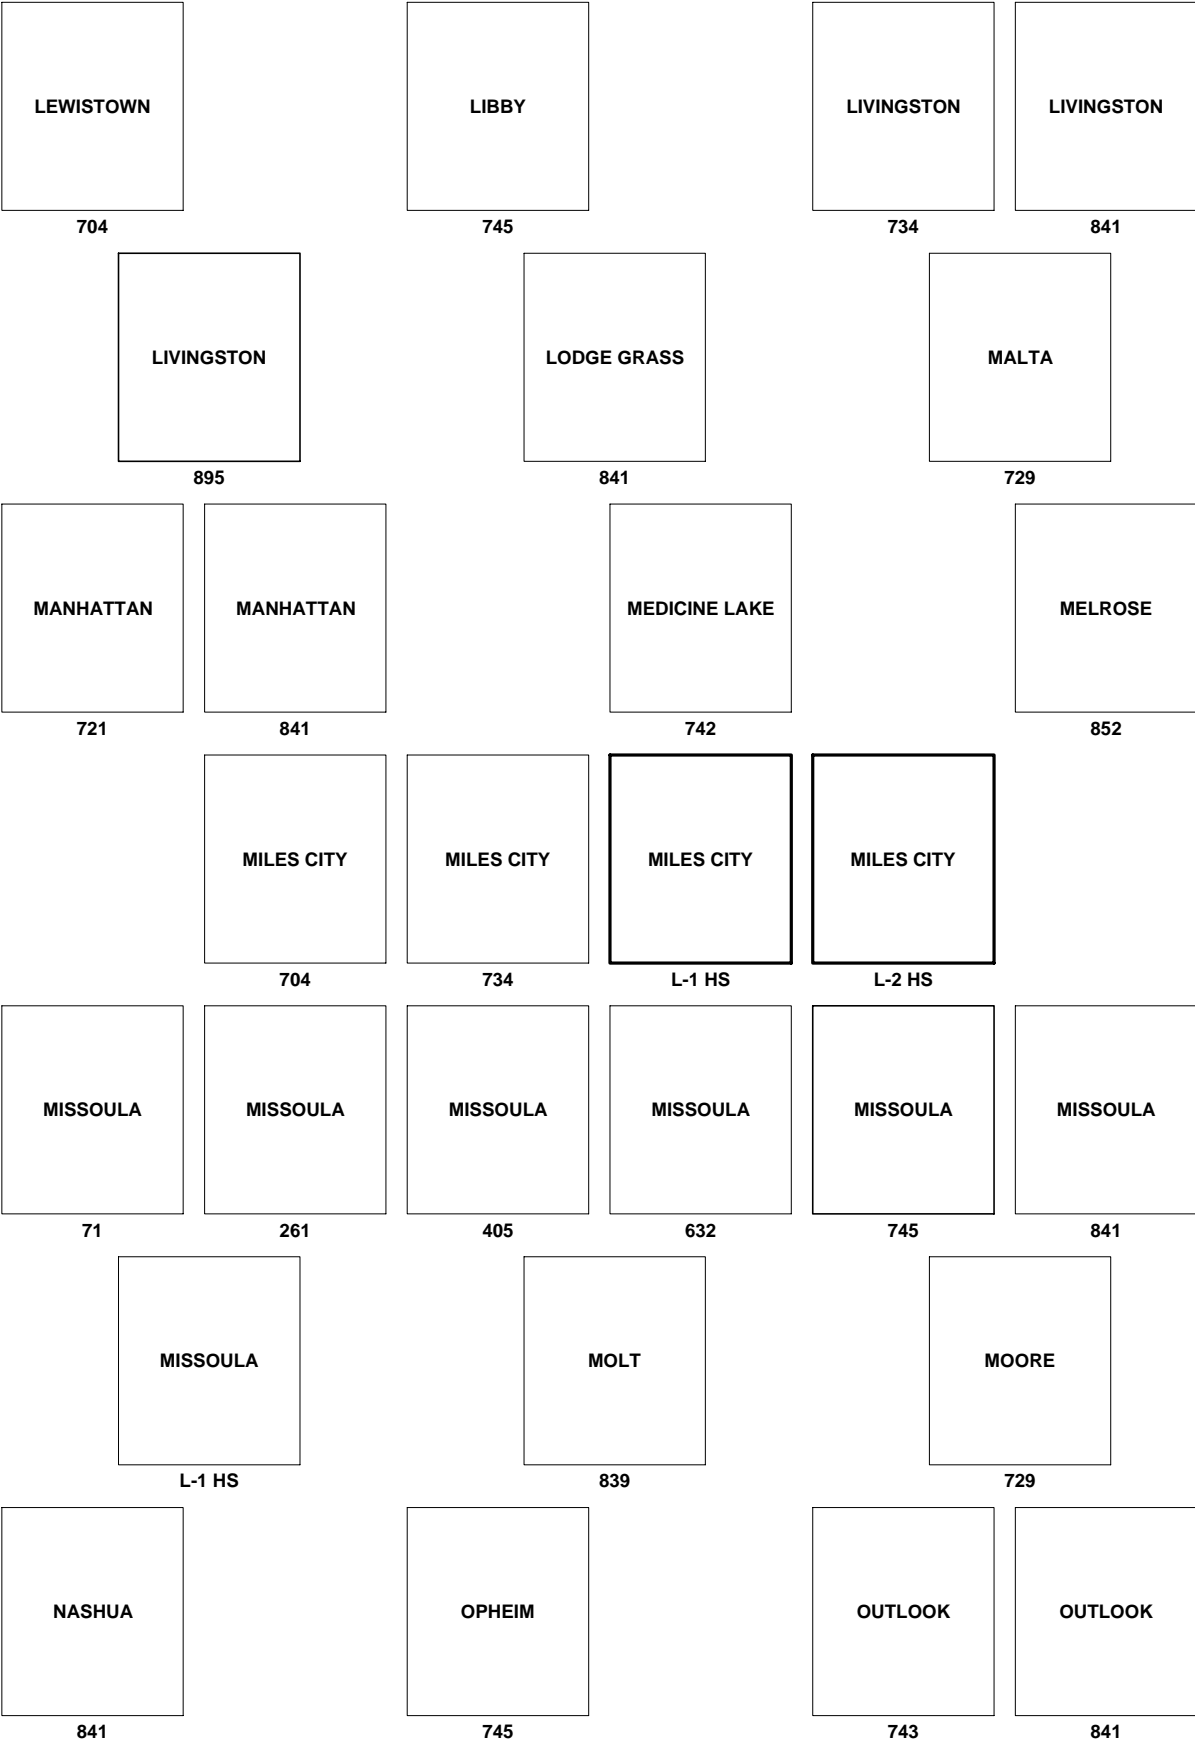 LEWISTOWN LIBBY LIVINGSTON LIVINGSTON
704 745 734 841
LIVINGSTON LODGE GRASS MALTA
895 841 729
MANHATTAN MANHATTAN MEDICINE LAKE MELROSE
721 841 742 852
MILES CITY MILES CITY MILES CITY MILES CITY
704 734 L-1 HS L-2 HS
MISSOULA MISSOULA MISSOULA MISSOULA MISSOULA MISSOULA
71 261 405 632 745 841
MISSOULA MOLT MOORE
L-1 HS 839 729
NASHUA OPHEIM OUTLOOK OUTLOOK
841 745 743 841